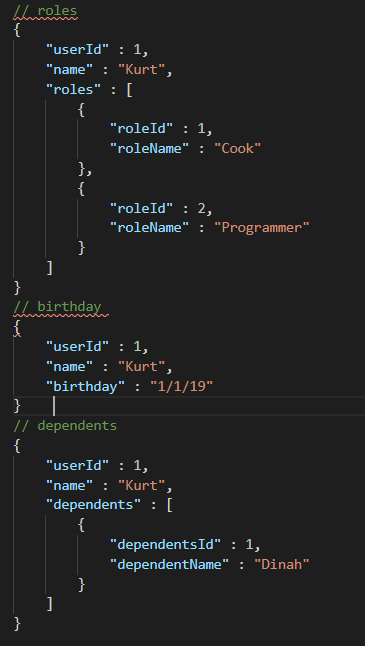 // roles
{
    "userId" : 1,
    "name" : "Kurt",
    "roles" : [
        {
            "roleId" : 1,
            "roleName" : "Cook"
        },
        {
            "roleId" : 2,
            "roleName" : "Programmer"
        }
    ]
}
// birthday
{
    "userId" : 1,
    "name" : "Kurt",
    "birthday" : "1/1/19"
}
// dependents
{
    "userId" : 1,
    "name" : "Kurt",
    "dependents" : [
        {
            "dependentsId" : 1,
            "dependentName" : "Dinah"
        }
    ]
}